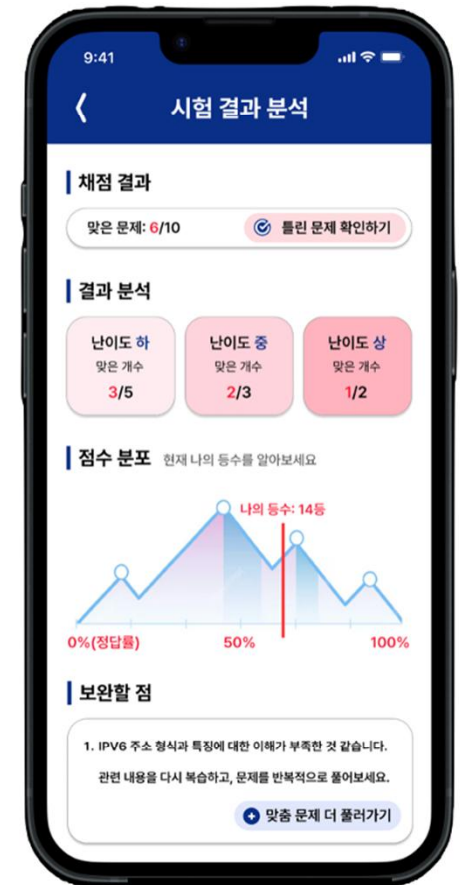 9:41
시험 결과 분석
채점 결과
맞은 문제: 6/10
틀린 문제 확인하기
결과 분석
난이도 하
맞은 개수
3/5
난이도 중
맞은 개수
2/3
난이도 상
맞은 개수
1/2
점수 분포 현재 나의 등수를 알아보세요
나의 등수: 14등
0%(정답률) 50% 100%
보완할 점
1. IPV6 주소 형식과 특징에 대한 이해가 부족한 것 같습니다.
관련 내용을 다시 복습하고, 문제를 반복적으로 풀어보세요.
맞춤 문제 더 풀러가기